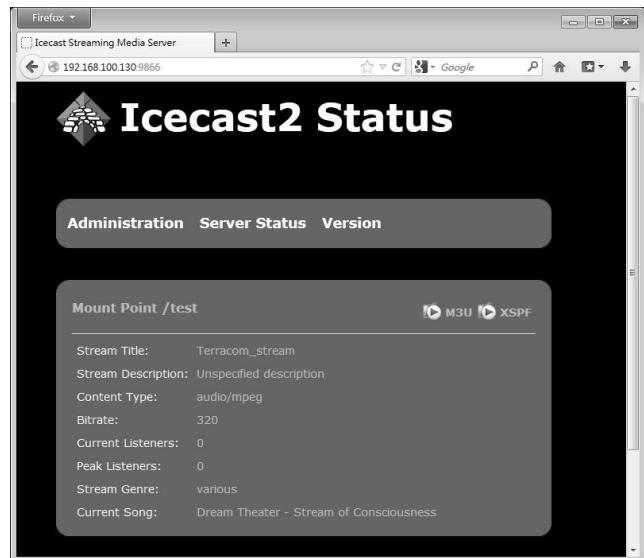 Firefox
Icecast Streaming Media Server
192.168.100.130:9866
Google
Icecast2 Status
Administration Server Status Version
Mount Point /test
M3U XSPF
Stream Title: Terracom_stream
Stream Description: Unspecified description
Content Type: audio/mpeg
Bitrate: 320
Current Listeners: 0
Peak Listeners: 0
Stream Genre: various
Current Song: Dream Theater - Stream of Consciousness